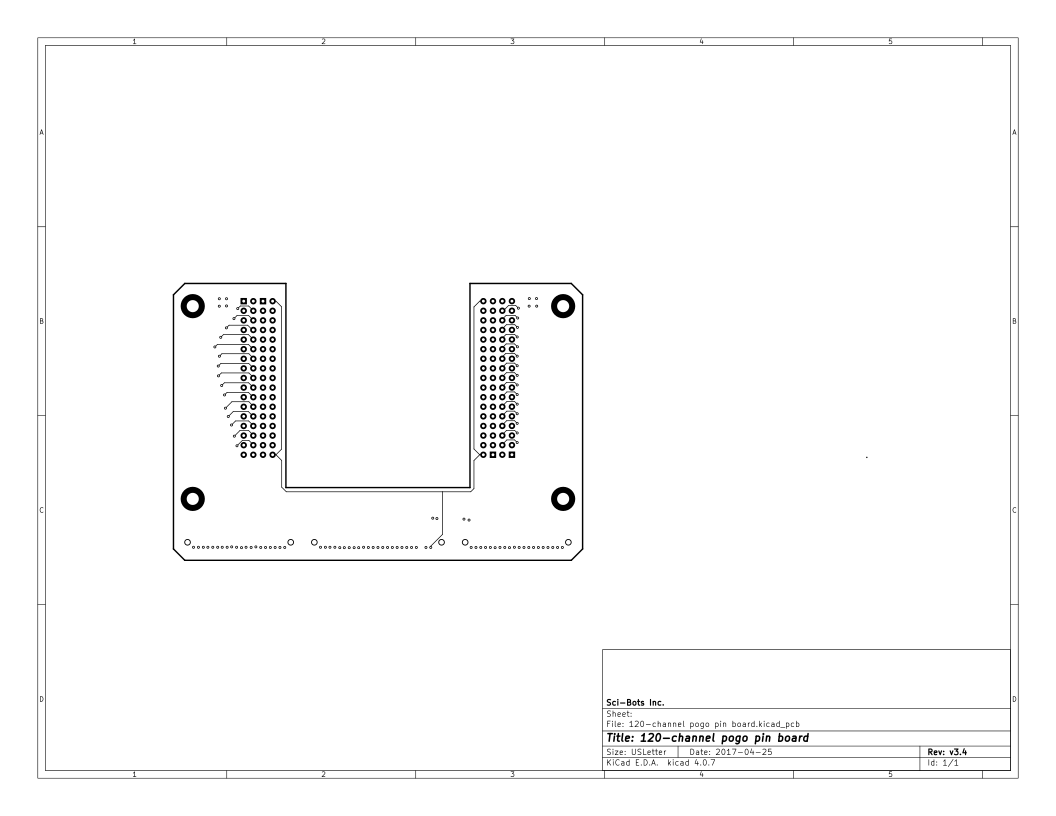 1 2 3 4 5
A A
B B
C C
D D
Sci-Bots Inc.
Sheet:
File: 120-channel pogo pin board.kicad_pcb
Title: 120-channel pogo pin board
Size: USLetter Date: 2017-04-25 Rev: v3.4
KiCad E.D.A. kicad 4.0.7 Id: 1/1
1 2 3 4 5